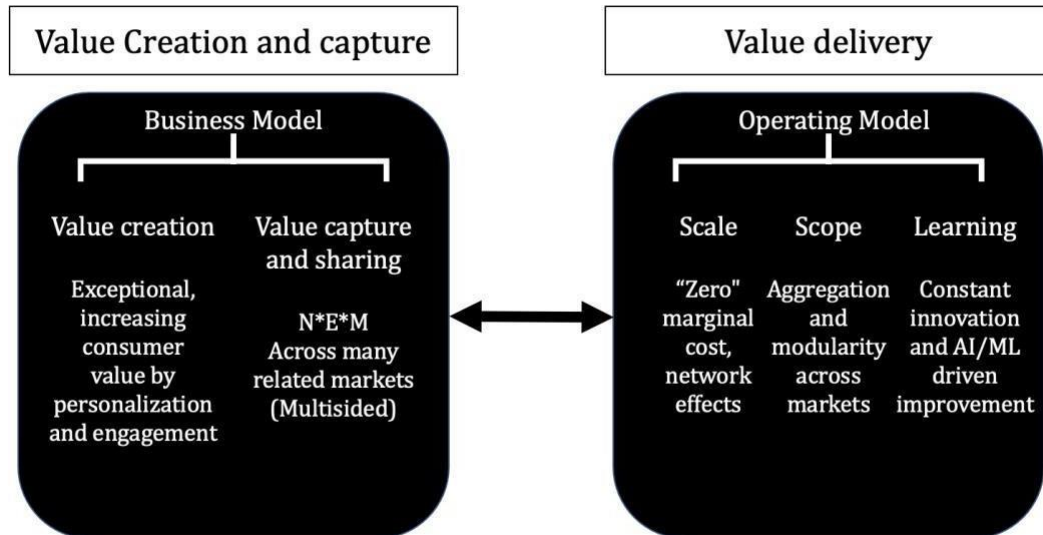 Value Creation and capture
Value delivery
Business Model
Value creation
Exceptional,
increasing
consumer
value by
personalization
and engagement
Value capture
and sharing
N*E*M
Across many
related markets
(Multisided)
Operating Model
Scale
“Zero"
marginal
cost,
network
effects
Scope
Aggregation
and
modularity
across
markets
Learning
Constant
innovation
and AI/ML
driven
improvement